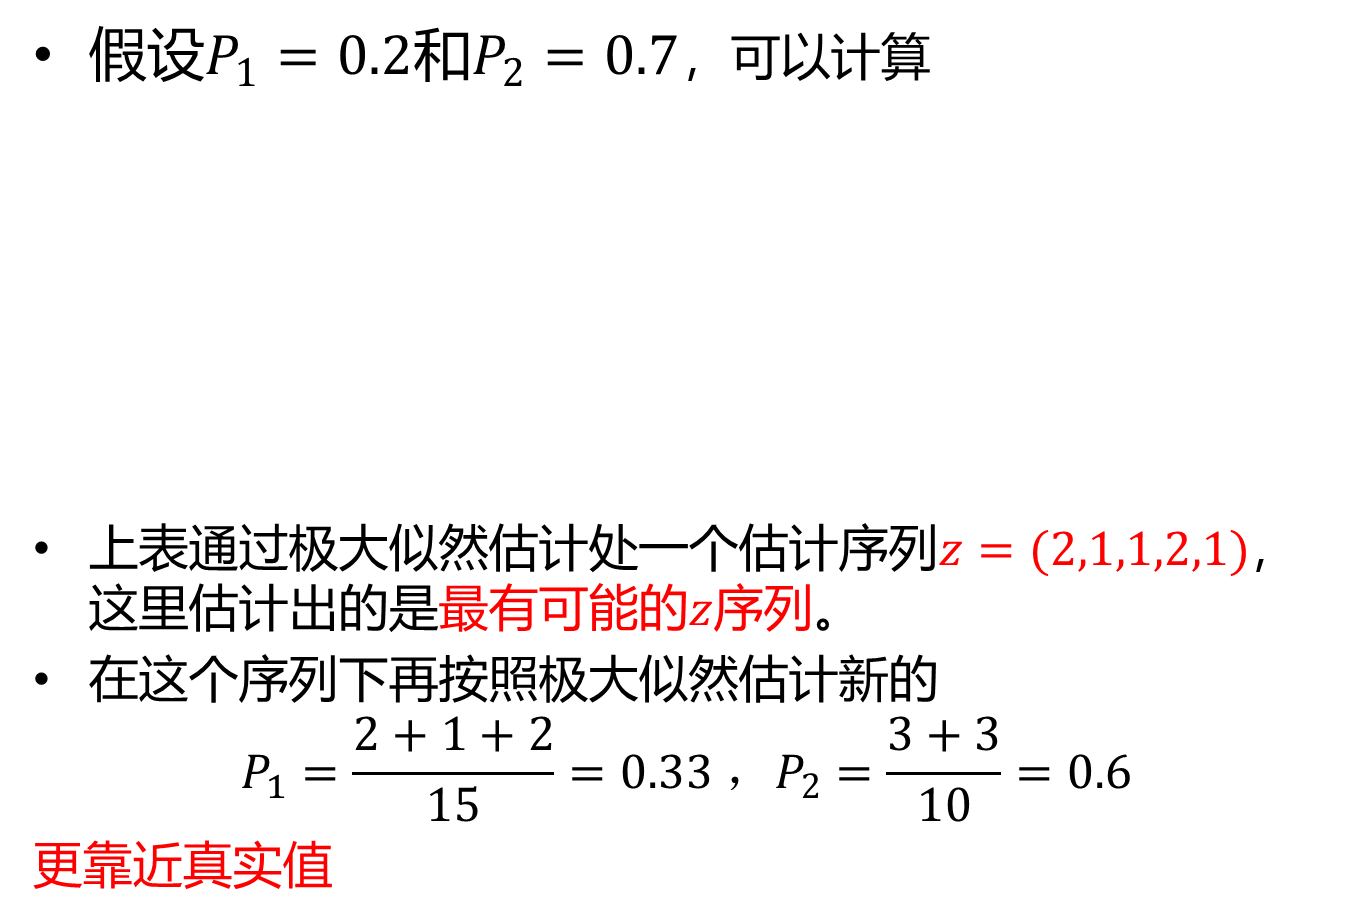 • 假设P₁ = 0.2和P₂ = 0.7，可以计算
• 上表通过极大似然估计处一个估计序列z = (2,1,1,2,1)，
这里估计出的是最有可能的z序列。
• 在这个序列下再按照极大似然估计新的
P₁ = (2 + 1 + 2)/15 = 0.33 ，P₂ = (3 + 3)/10 = 0.6
更靠近真实值